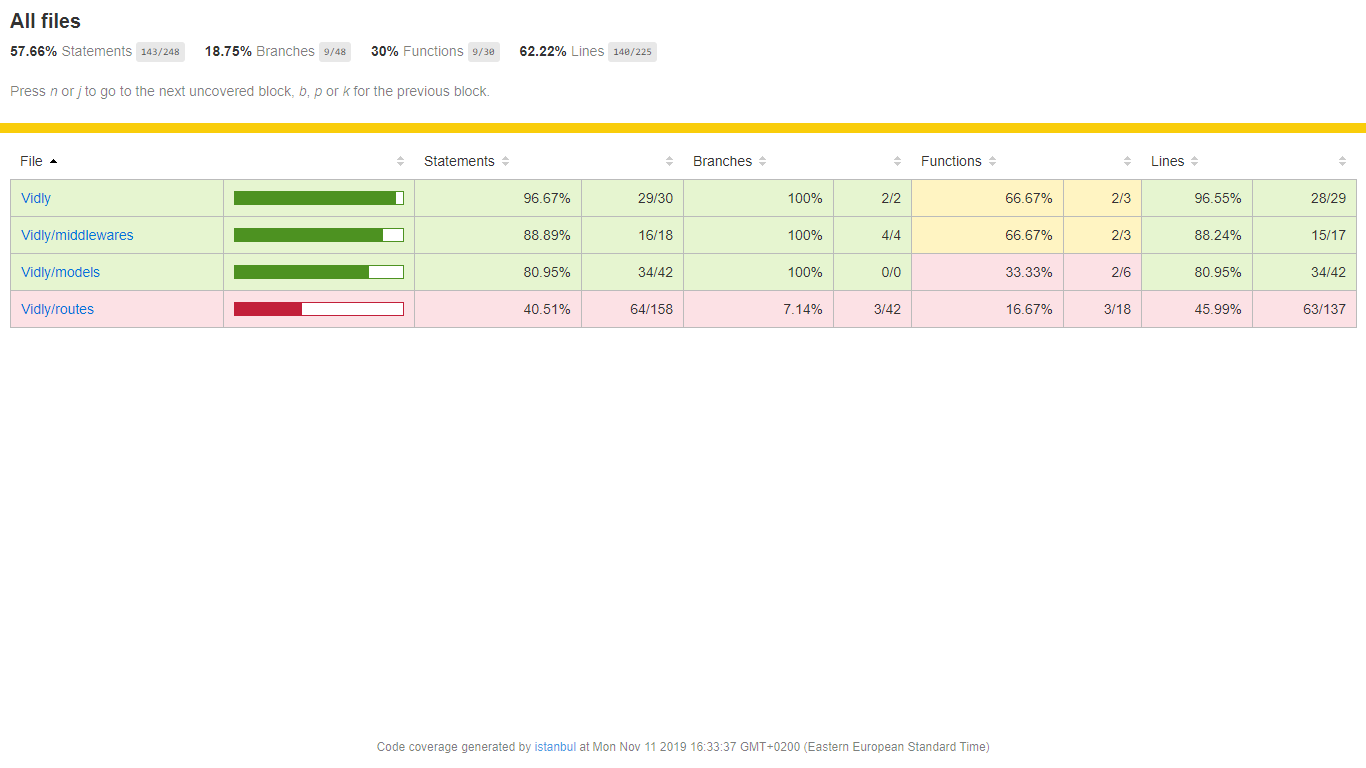 All files
57.66% Statements 143/248 18.75% Branches 9/48 30% Functions 9/30 62.22% Lines 140/225
Press n or j to go to the next uncovered block, b, p or k for the previous block.
File Statements Branches Functions Lines
Vidly 96.67% 29/30 100% 2/2 66.67% 2/3 96.55% 28/29
Vidly/middlewares 88.89% 16/18 100% 4/4 66.67% 2/3 88.24% 15/17
Vidly/models 80.95% 34/42 100% 0/0 33.33% 2/6 80.95% 34/42
Vidly/routes 40.51% 64/158 7.14% 3/42 16.67% 3/18 45.99% 63/137
Code coverage generated by istanbul at Mon Nov 11 2019 16:33:37 GMT+0200 (Eastern European Standard Time)